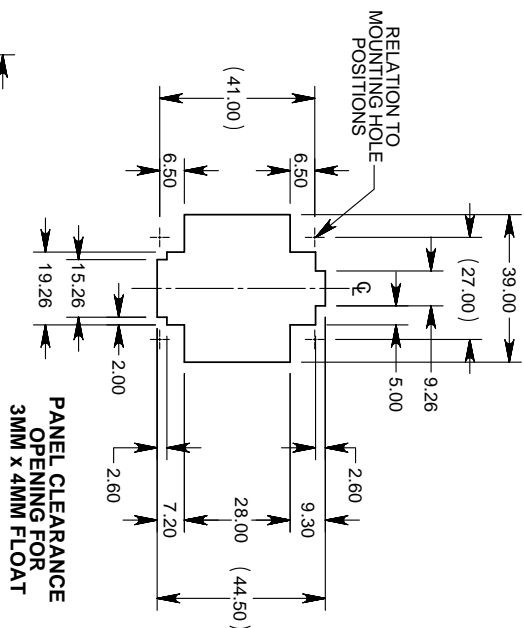 RELATION TO
MOUNTING HOLE
POSITIONS
39.00
( 27.00 )
9.26
5.00
℄
( 41.00 )
6.50
6.50
2.60
9.30
28.00
( 44.50 )
7.20
2.60
2.00
15.26
19.26
PANEL CLEARANCE
OPENING FOR
3MM x 4MM FLOAT